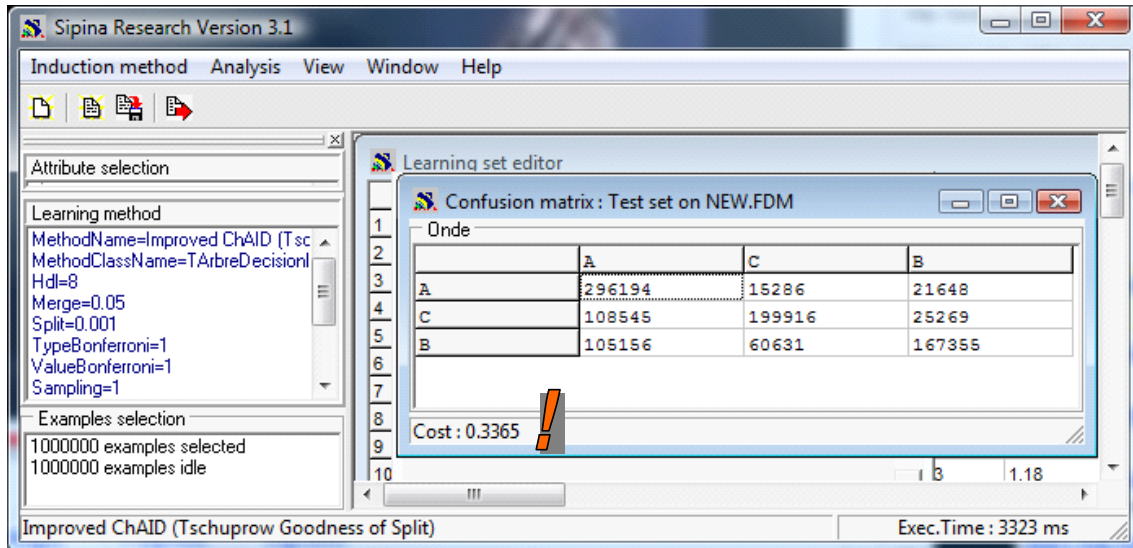 Sipina Research Version 3.1
Induction method Analysis View Window Help
Attribute selection
Learning method
MethodName=Improved ChAID (Tsc
MethodClassName=TArbreDecisionI
Hdl=8
Merge=0.05
Split=0.001
TypeBonferroni=1
ValueBonferroni=1
Sampling=1
Examples selection
1000000 examples selected
1000000 examples idle
Learning set editor
1
2
3
4
5
6
7
8
9
10
Confusion matrix : Test set on NEW.FDM
Onde
A C B
A 296194 15286 21648
C 108545 199916 25269
B 105156 60631 167355
Cost : 0.3365
!
3 1.18
Improved ChAID (Tschuprow Goodness of Split)
Exec.Time : 3323 ms